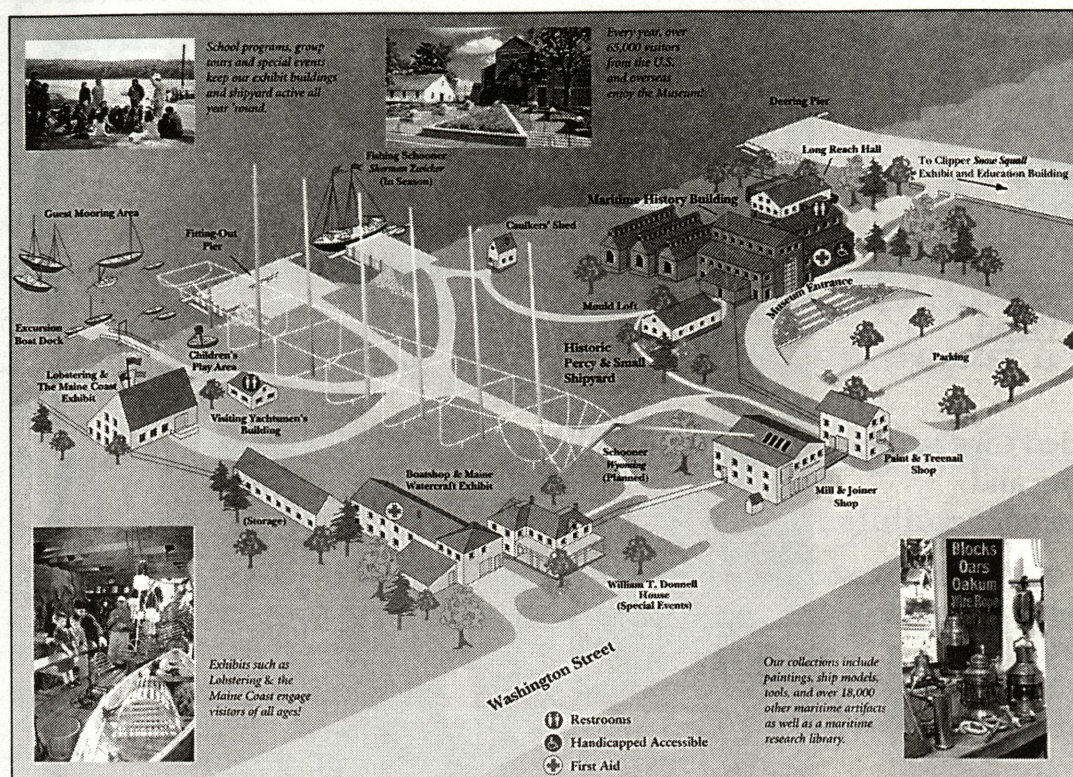 School programs, group
tours and special events
keep our exhibit buildings
and shipyard active all
year 'round.
Every year, over
65,000 visitors
from the U.S.
and overseas
enjoy the Museum!
Deering Pier
Long Reach Hall
To Clipper Snow Squall
Exhibit and Education Building
Fishing Schooner
Sherman Zwicker
(In Season)
Maritime History Building
Guest Mooring Area
Fitting-Out
Pier
Caulkers' Shed
Mould Loft
Museum Entrance
Excursion
Boat Dock
Children's
Play Area
Historic
Percy & Small
Shipyard
Parking
Lobstering &
The Maine Coast
Exhibit
Visiting Yachtsmen's
Building
Schooner
Wyoming
(Planned)
Paint & Treenail
Shop
Boatshop & Maine
Watercraft Exhibit
Mill & Joiner
Shop
(Storage)
William T. Donnell
House
(Special Events)
Blocks
Oars
Oakum
Wire Rope
Washington Street
Exhibits such as
Lobstering & the
Maine Coast engage
visitors of all ages!
Our collections include
paintings, ship models,
tools, and over 18,000
other maritime artifacts
as well as a maritime
research library.
Restrooms
Handicapped Accessible
First Aid